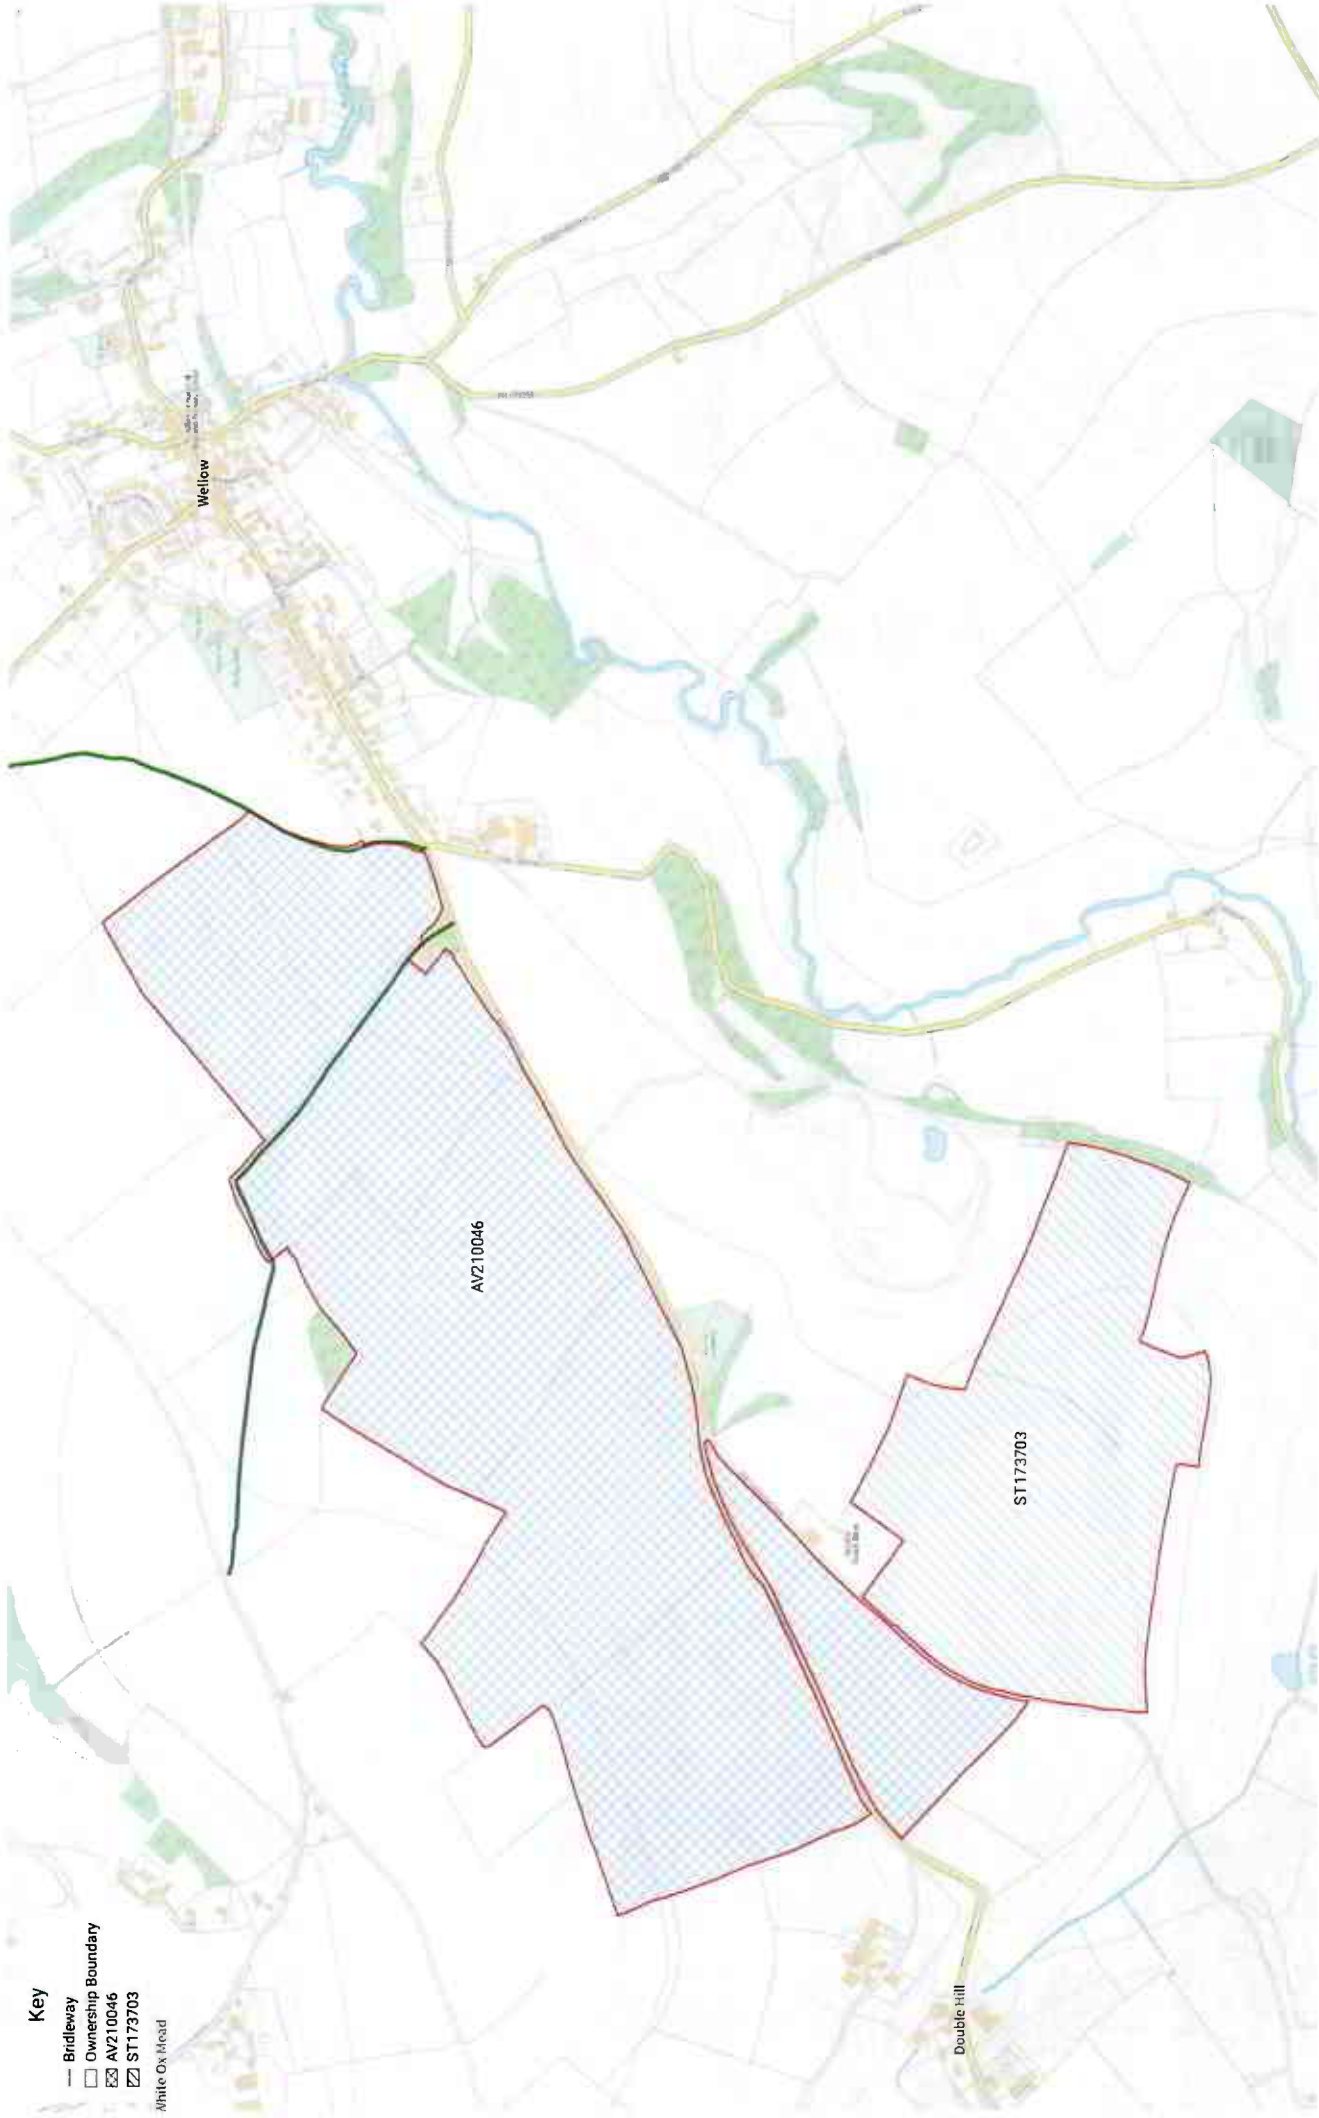 Key
Bridleway
Ownership Boundary
AV210046
ST173703
White Ox Mead
Wellow
AV210046
ST173703
Double Hill